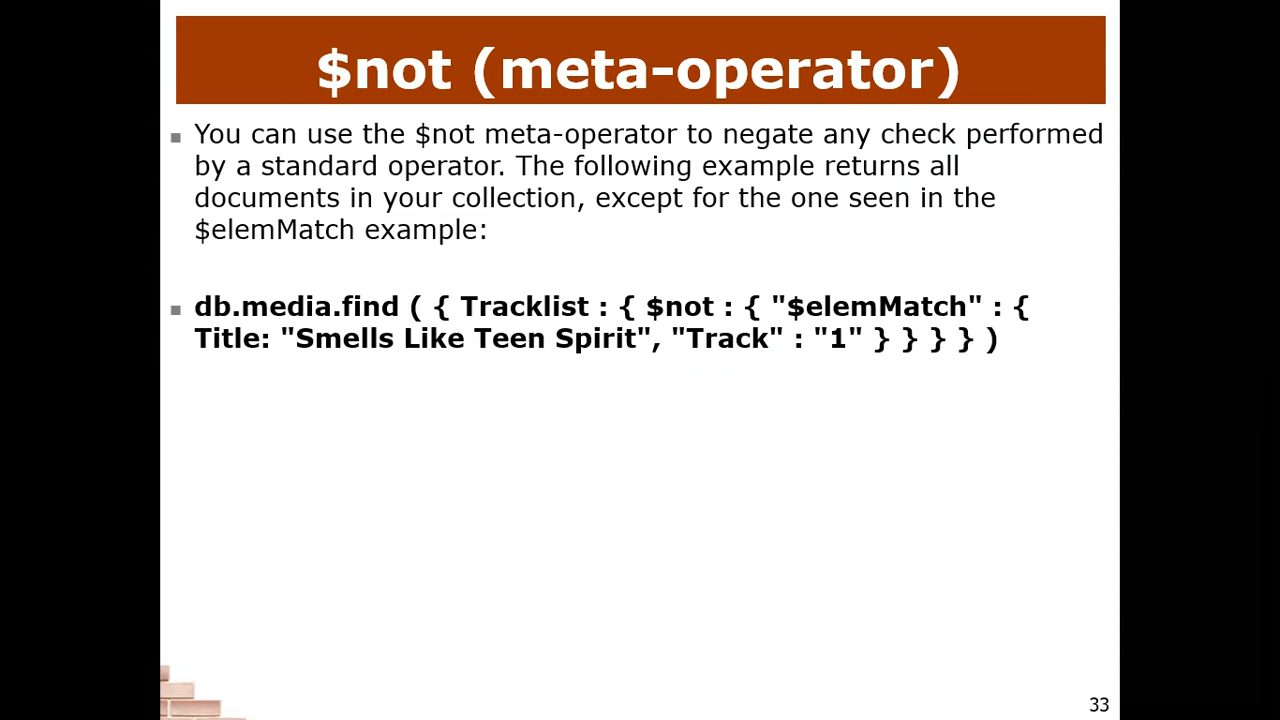 $not (meta-operator)
You can use the $not meta-operator to negate any check performed
by a standard operator. The following example returns all
documents in your collection, except for the one seen in the
$elemMatch example:
db.media.find ( { Tracklist : { $not : { "$elemMatch" : {
Title: "Smells Like Teen Spirit", "Track" : "1" } } } } )
33